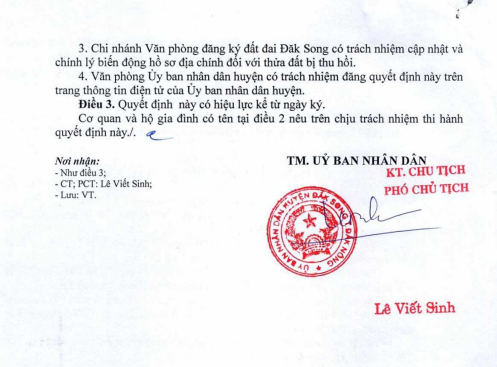 3. Chi nhánh Văn phòng đăng ký đất đai Đăk Song có trách nhiệm cập nhật và
chỉnh lý biến động hồ sơ địa chính đối với thửa đất bị thu hồi.
4. Văn phòng Ủy ban nhân dân huyện có trách nhiệm đăng quyết định này trên
trang thông tin điện tử của Ủy ban nhân dân huyện.
Điều 3. Quyết định này có hiệu lực kể từ ngày ký.
Cơ quan và hộ gia đình có tên tại điều 2 nêu trên chịu trách nhiệm thi hành
quyết định này./.
Nơi nhận:
- Như điều 3;
- CT; PCT: Lê Viết Sinh;
- Lưu: VT.
TM. UỶ BAN NHÂN DÂN
KT. CHỦ TỊCH
PHÓ CHỦ TỊCH
ỦY BAN NHÂN DÂN HUYỆN ĐĂK SONG T. ĐĂK NÔNG
Lê Viết Sinh